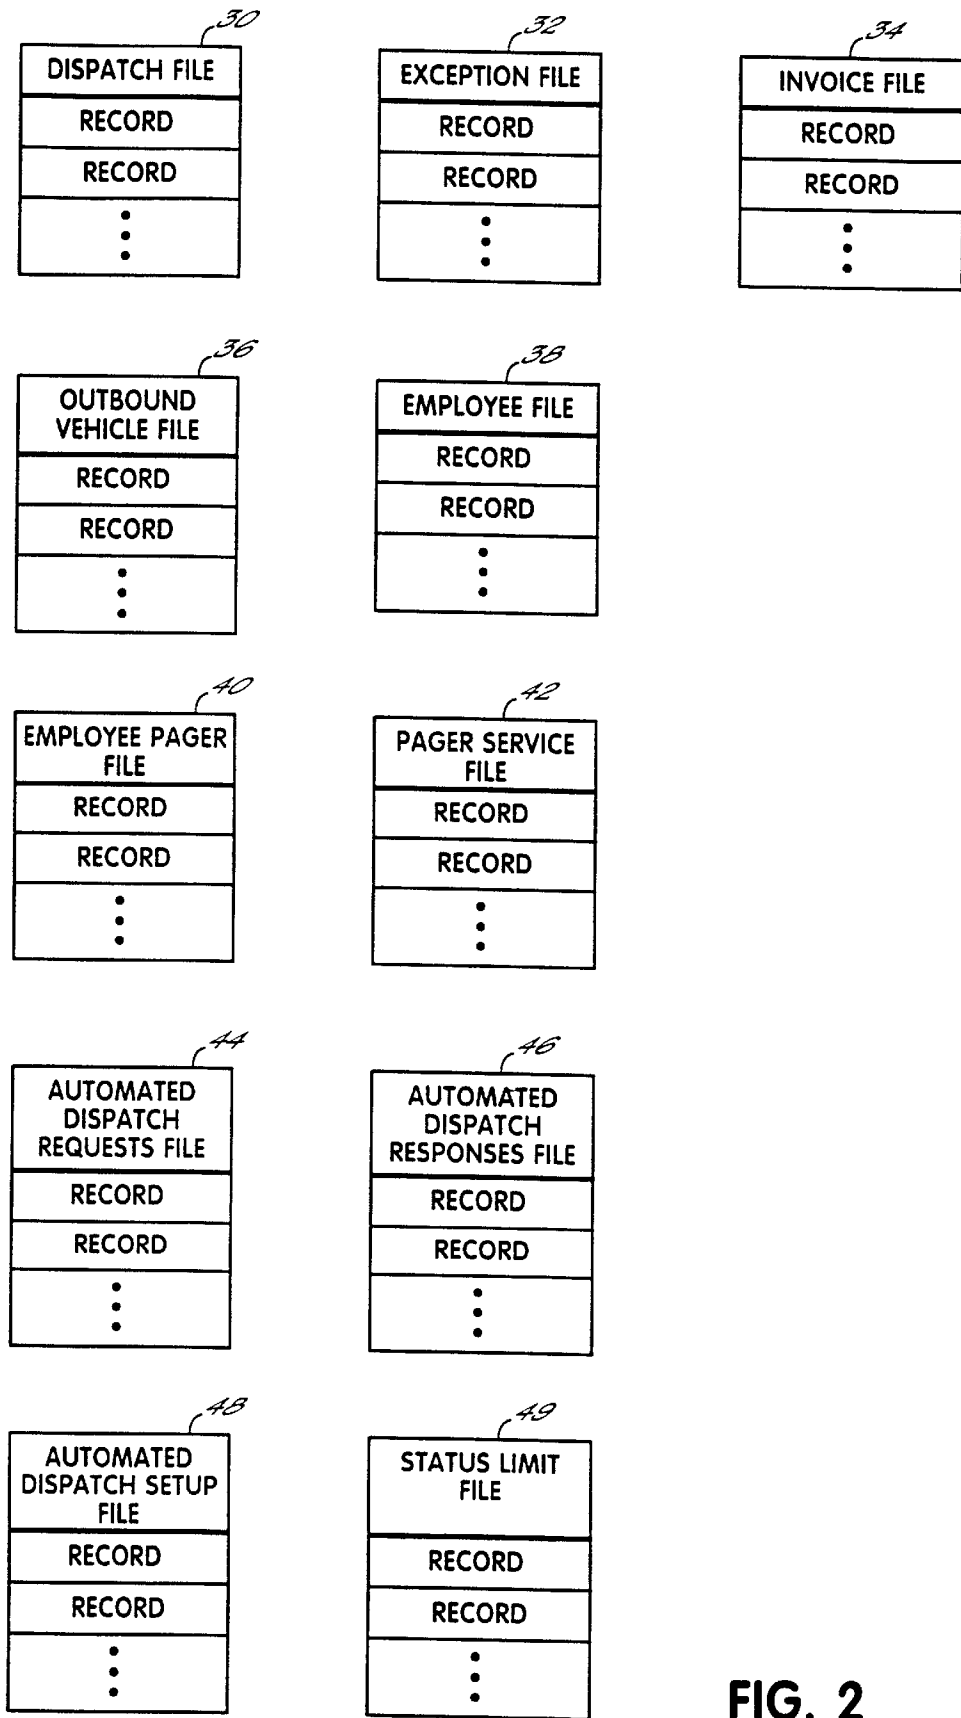 30
DISPATCH FILE
RECORD
RECORD
32
EXCEPTION FILE
RECORD
RECORD
34
INVOICE FILE
RECORD
RECORD
36
OUTBOUND
VEHICLE FILE
RECORD
RECORD
38
EMPLOYEE FILE
RECORD
RECORD
40
EMPLOYEE PAGER
FILE
RECORD
RECORD
42
PAGER SERVICE
FILE
RECORD
RECORD
44
AUTOMATED
DISPATCH
REQUESTS FILE
RECORD
RECORD
46
AUTOMATED
DISPATCH
RESPONSES FILE
RECORD
RECORD
48
AUTOMATED
DISPATCH SETUP
FILE
RECORD
RECORD
49
STATUS LIMIT
FILE
RECORD
RECORD
FIG. 2